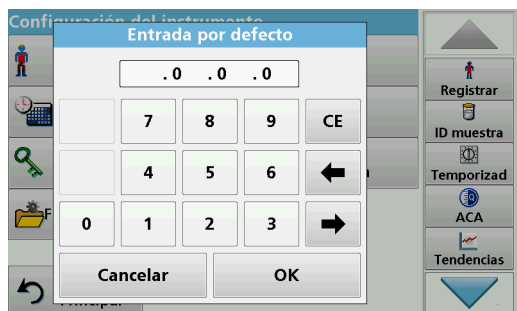 Configuración del instrumento
Entrada por defecto
.0 .0 .0
7 8 9 CE
4 5 6
0 1 2 3
Cancelar OK
Principal
Registrar
ID muestra
Temporizad
ACA
Tendencias